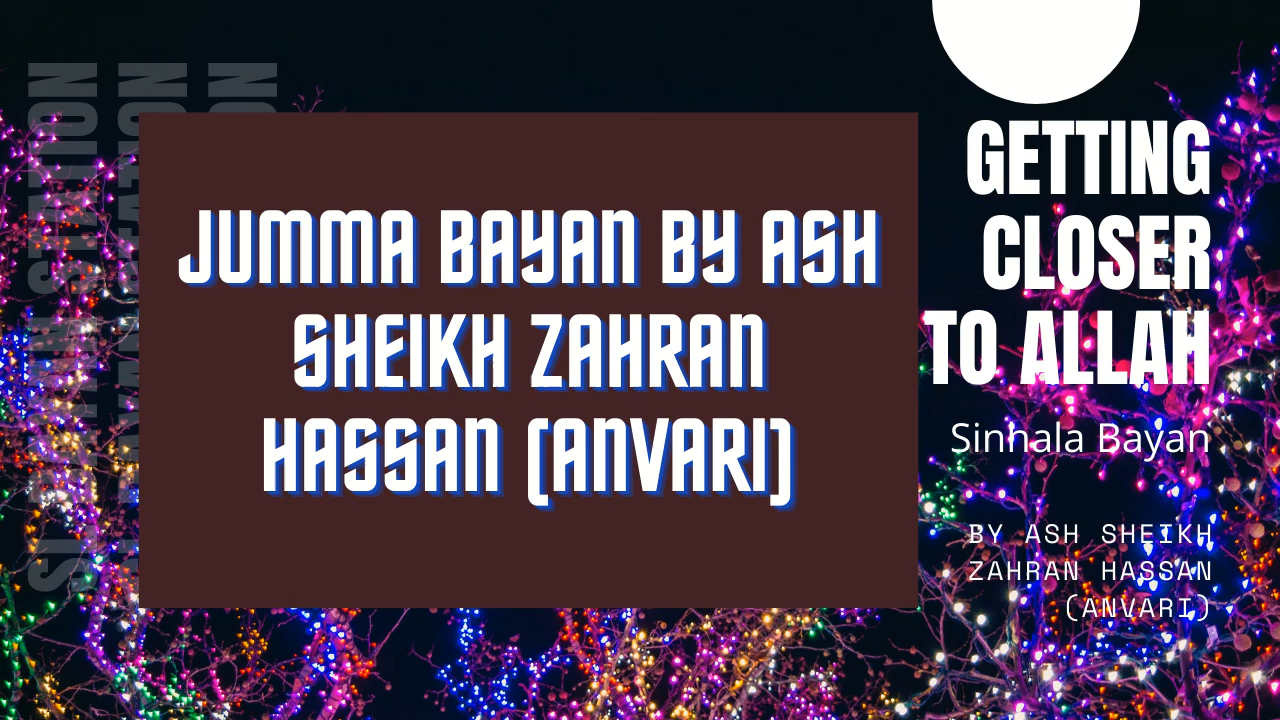 JUMMA BAYAN BY ASH
SHEIKH ZAHRAN
HASSAN (ANVARI)
GETTING
CLOSER
TO ALLAH
Sinhala Bayan
BY ASH SHEIKH
ZAHRAN HASSAN
(ANVARI)